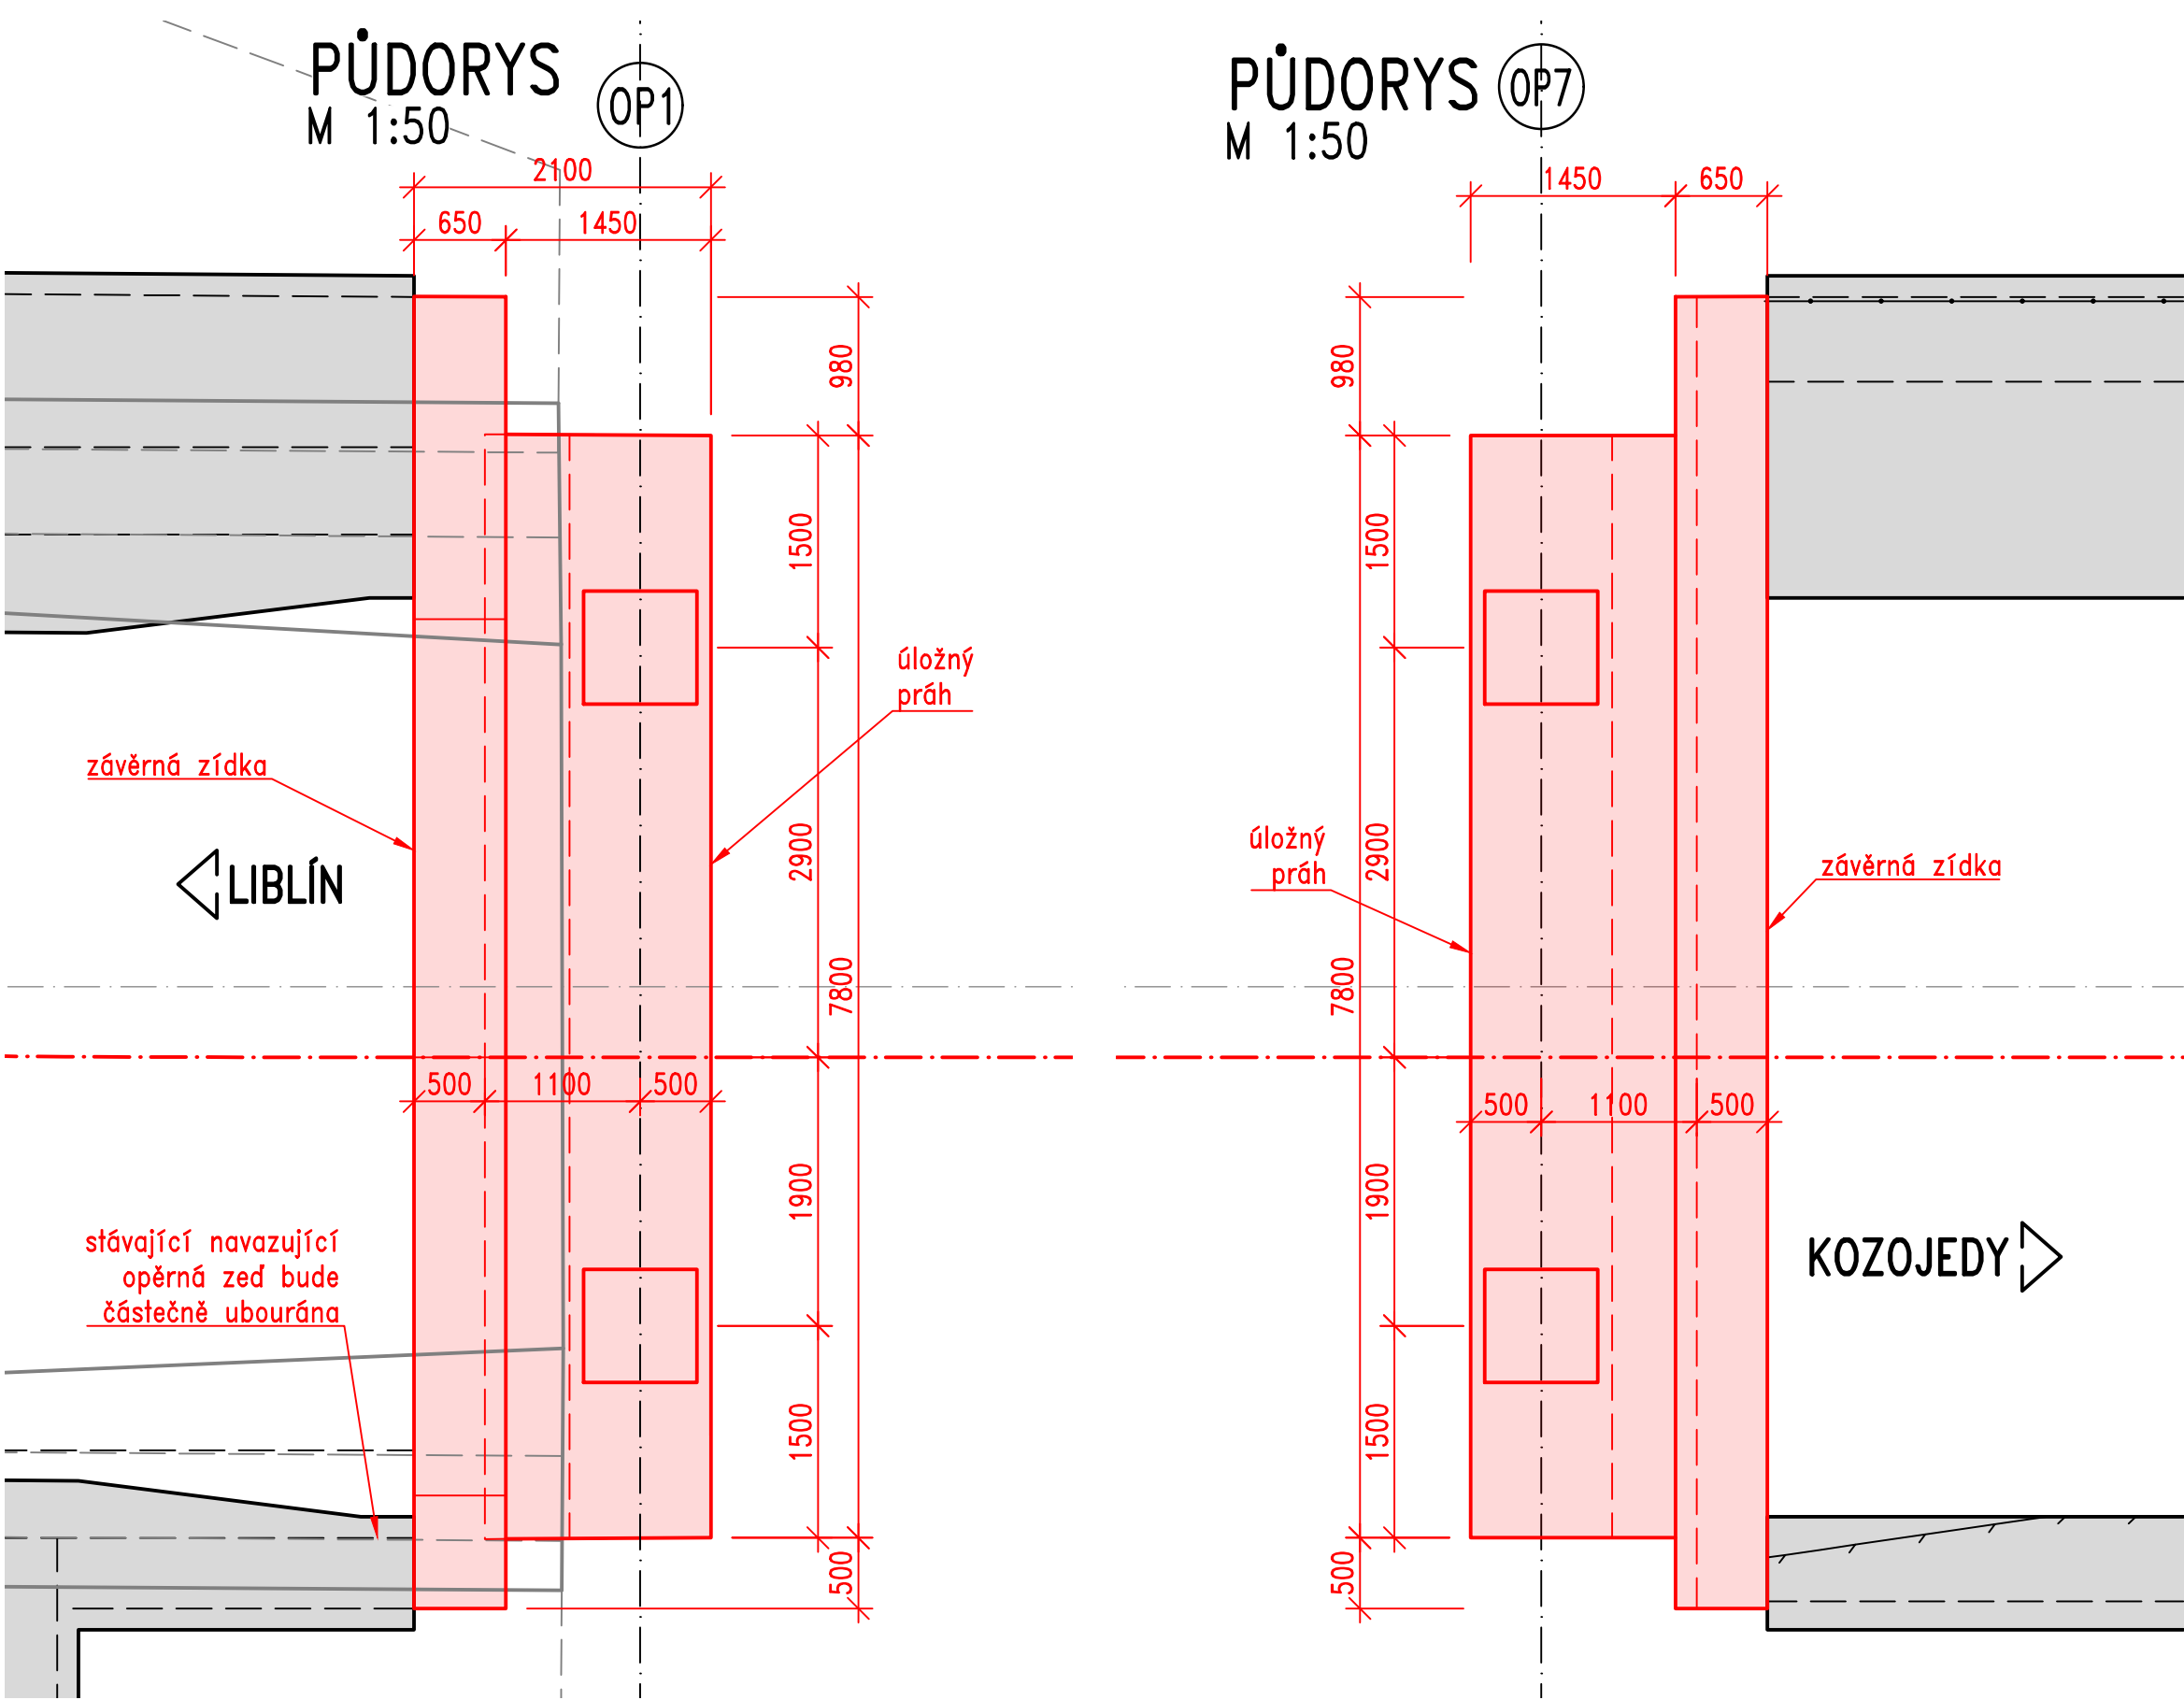 PŮDORYS
M 1:50
OP1
2100
650
1450
980
1500
2900
7800
1900
1500
500
úložný
práh
závěrná zídka
LIBLÍN
500
1100
500
stávající navazující
opěrná zeď bude
částečně ubourána
PŮDORYS
M 1:50
OP7
1450
650
980
1500
2900
7800
1900
1500
500
úložný
práh
závěrná zídka
500
1100
500
KOZOJEDY